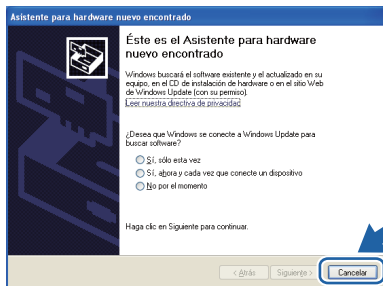 Asistente para hardware nuevo encontrado
Éste es el Asistente para hardware
nuevo encontrado
Windows buscará el software existente y el actualizado en su
equipo, en el CD de instalación de hardware o en el sitio Web
de Windows Update (con su permiso).
Leer nuestra directiva de privacidad
¿Desea que Windows se conecte a Windows Update para
buscar software?
Sí, sólo esta vez
Sí, ahora y cada vez que conecte un dispositivo
No por el momento
Haga clic en Siguiente para continuar.
< Atrás Siguiente > Cancelar